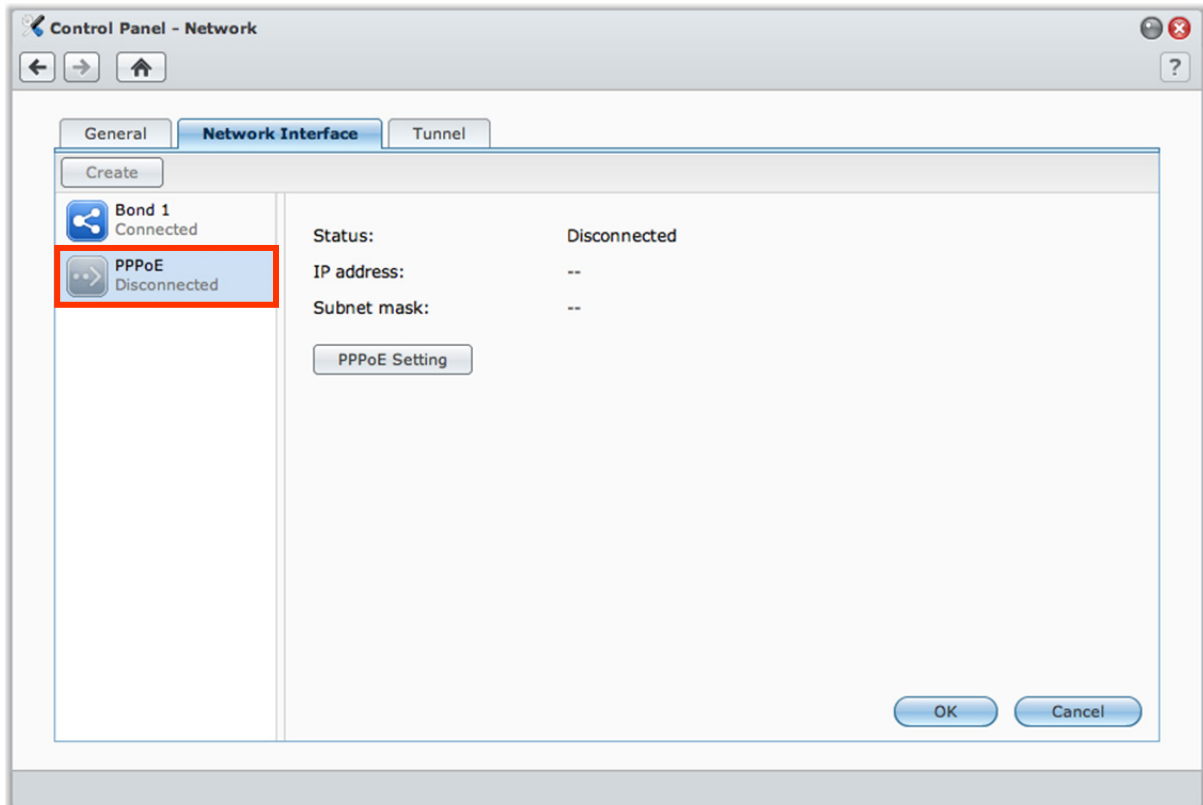 Control Panel - Network
?
General Network Interface Tunnel
Create
Bond 1
Connected
PPPoE
Disconnected
Status: Disconnected
IP address: --
Subnet mask: --
PPPoE Setting
OK Cancel